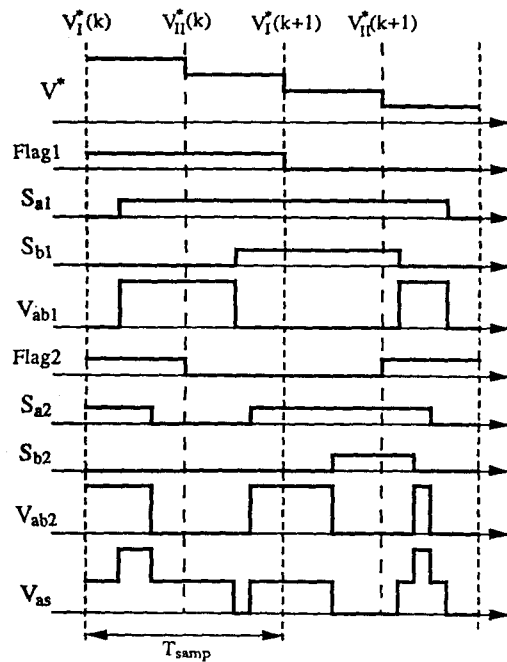 V*I(k) V*II(k) V*I(k+1) V*II(k+1)
V*
Flag1
Sa1
Sb1
Vab1
Flag2
Sa2
Sb2
Vab2
Vas
Tsamp